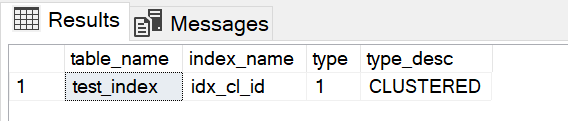 Results Messages
table_name index_name type type_desc
1 test_index idx_cl_id 1 CLUSTERED